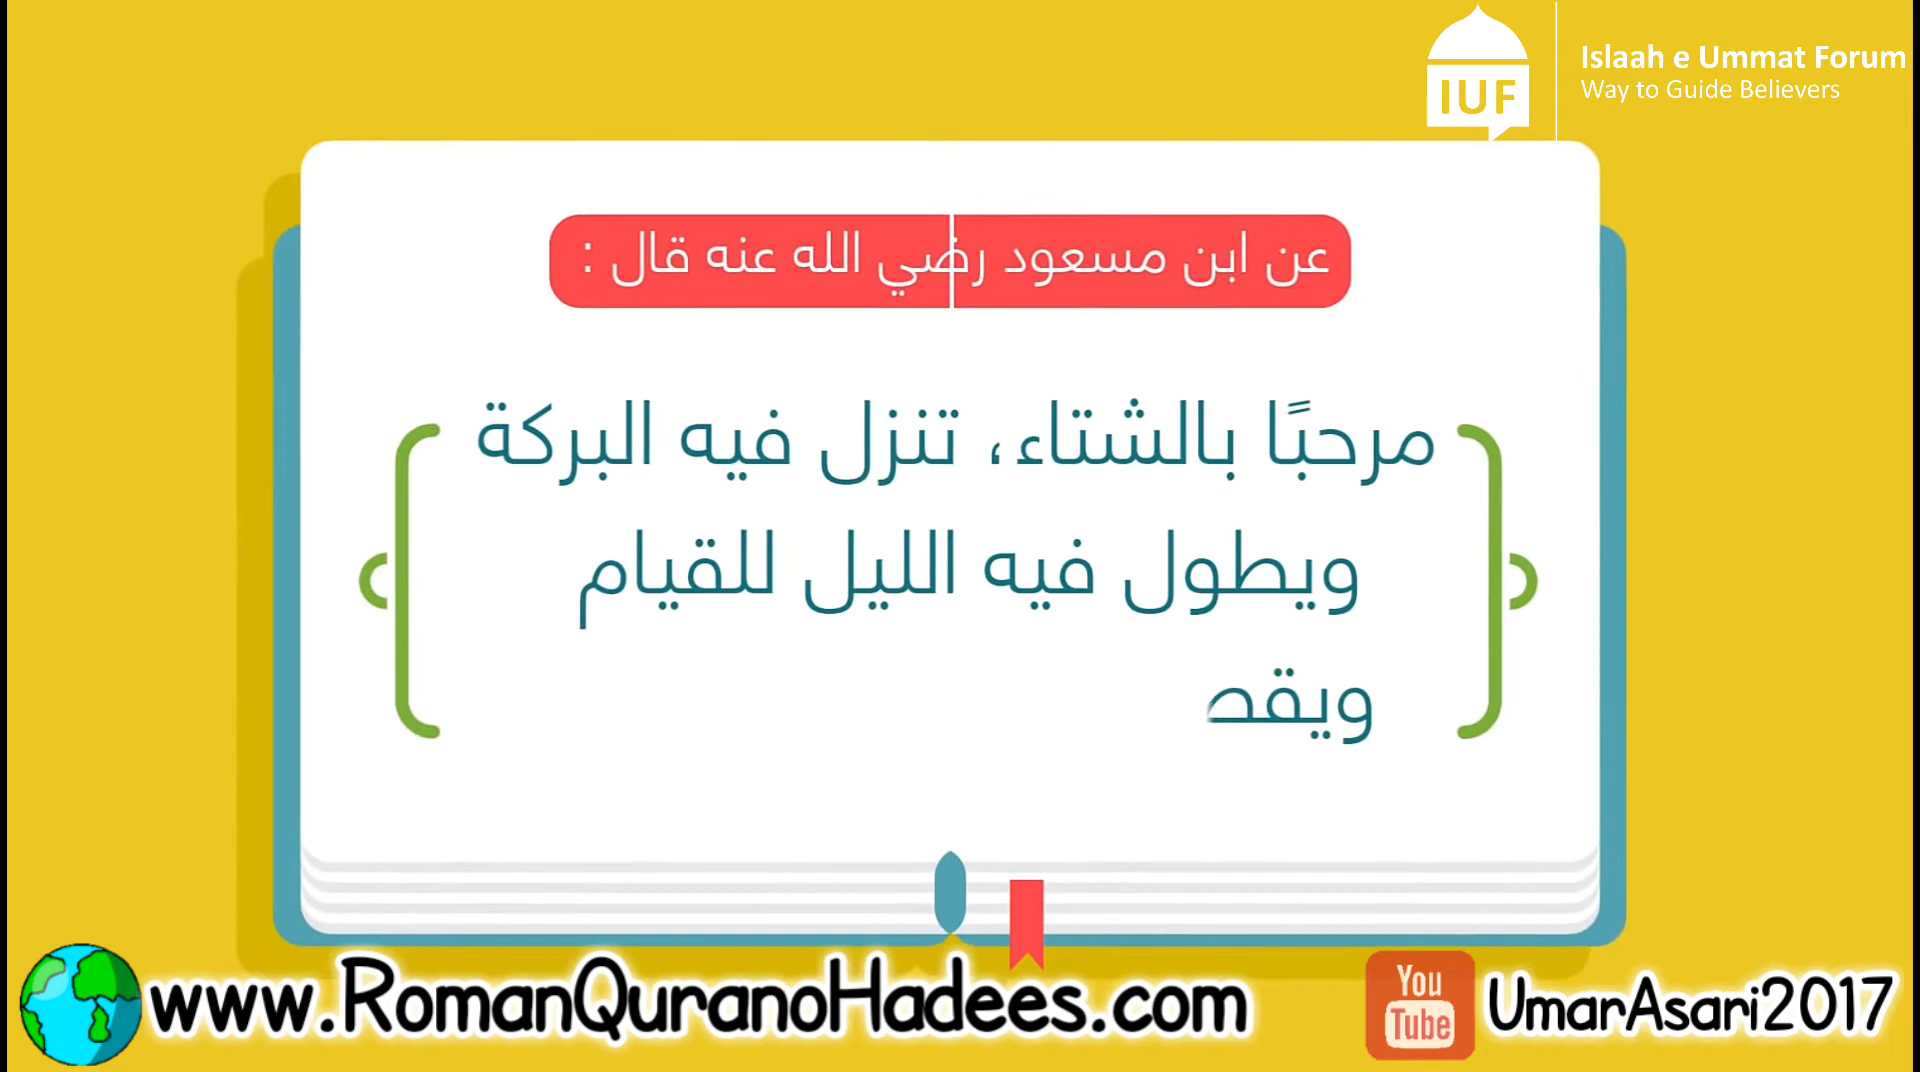 IUF
Islaah e Ummat Forum
Way to Guide Believers
عن ابن مسعود رضي الله عنه قال :
مرحبًا بالشتاء، تنزل فيه البركة
ويطول فيه الليل للقيام
ويقصـ
www.RomanQuranoHadees.com
You
Tube
UmarAsari2017